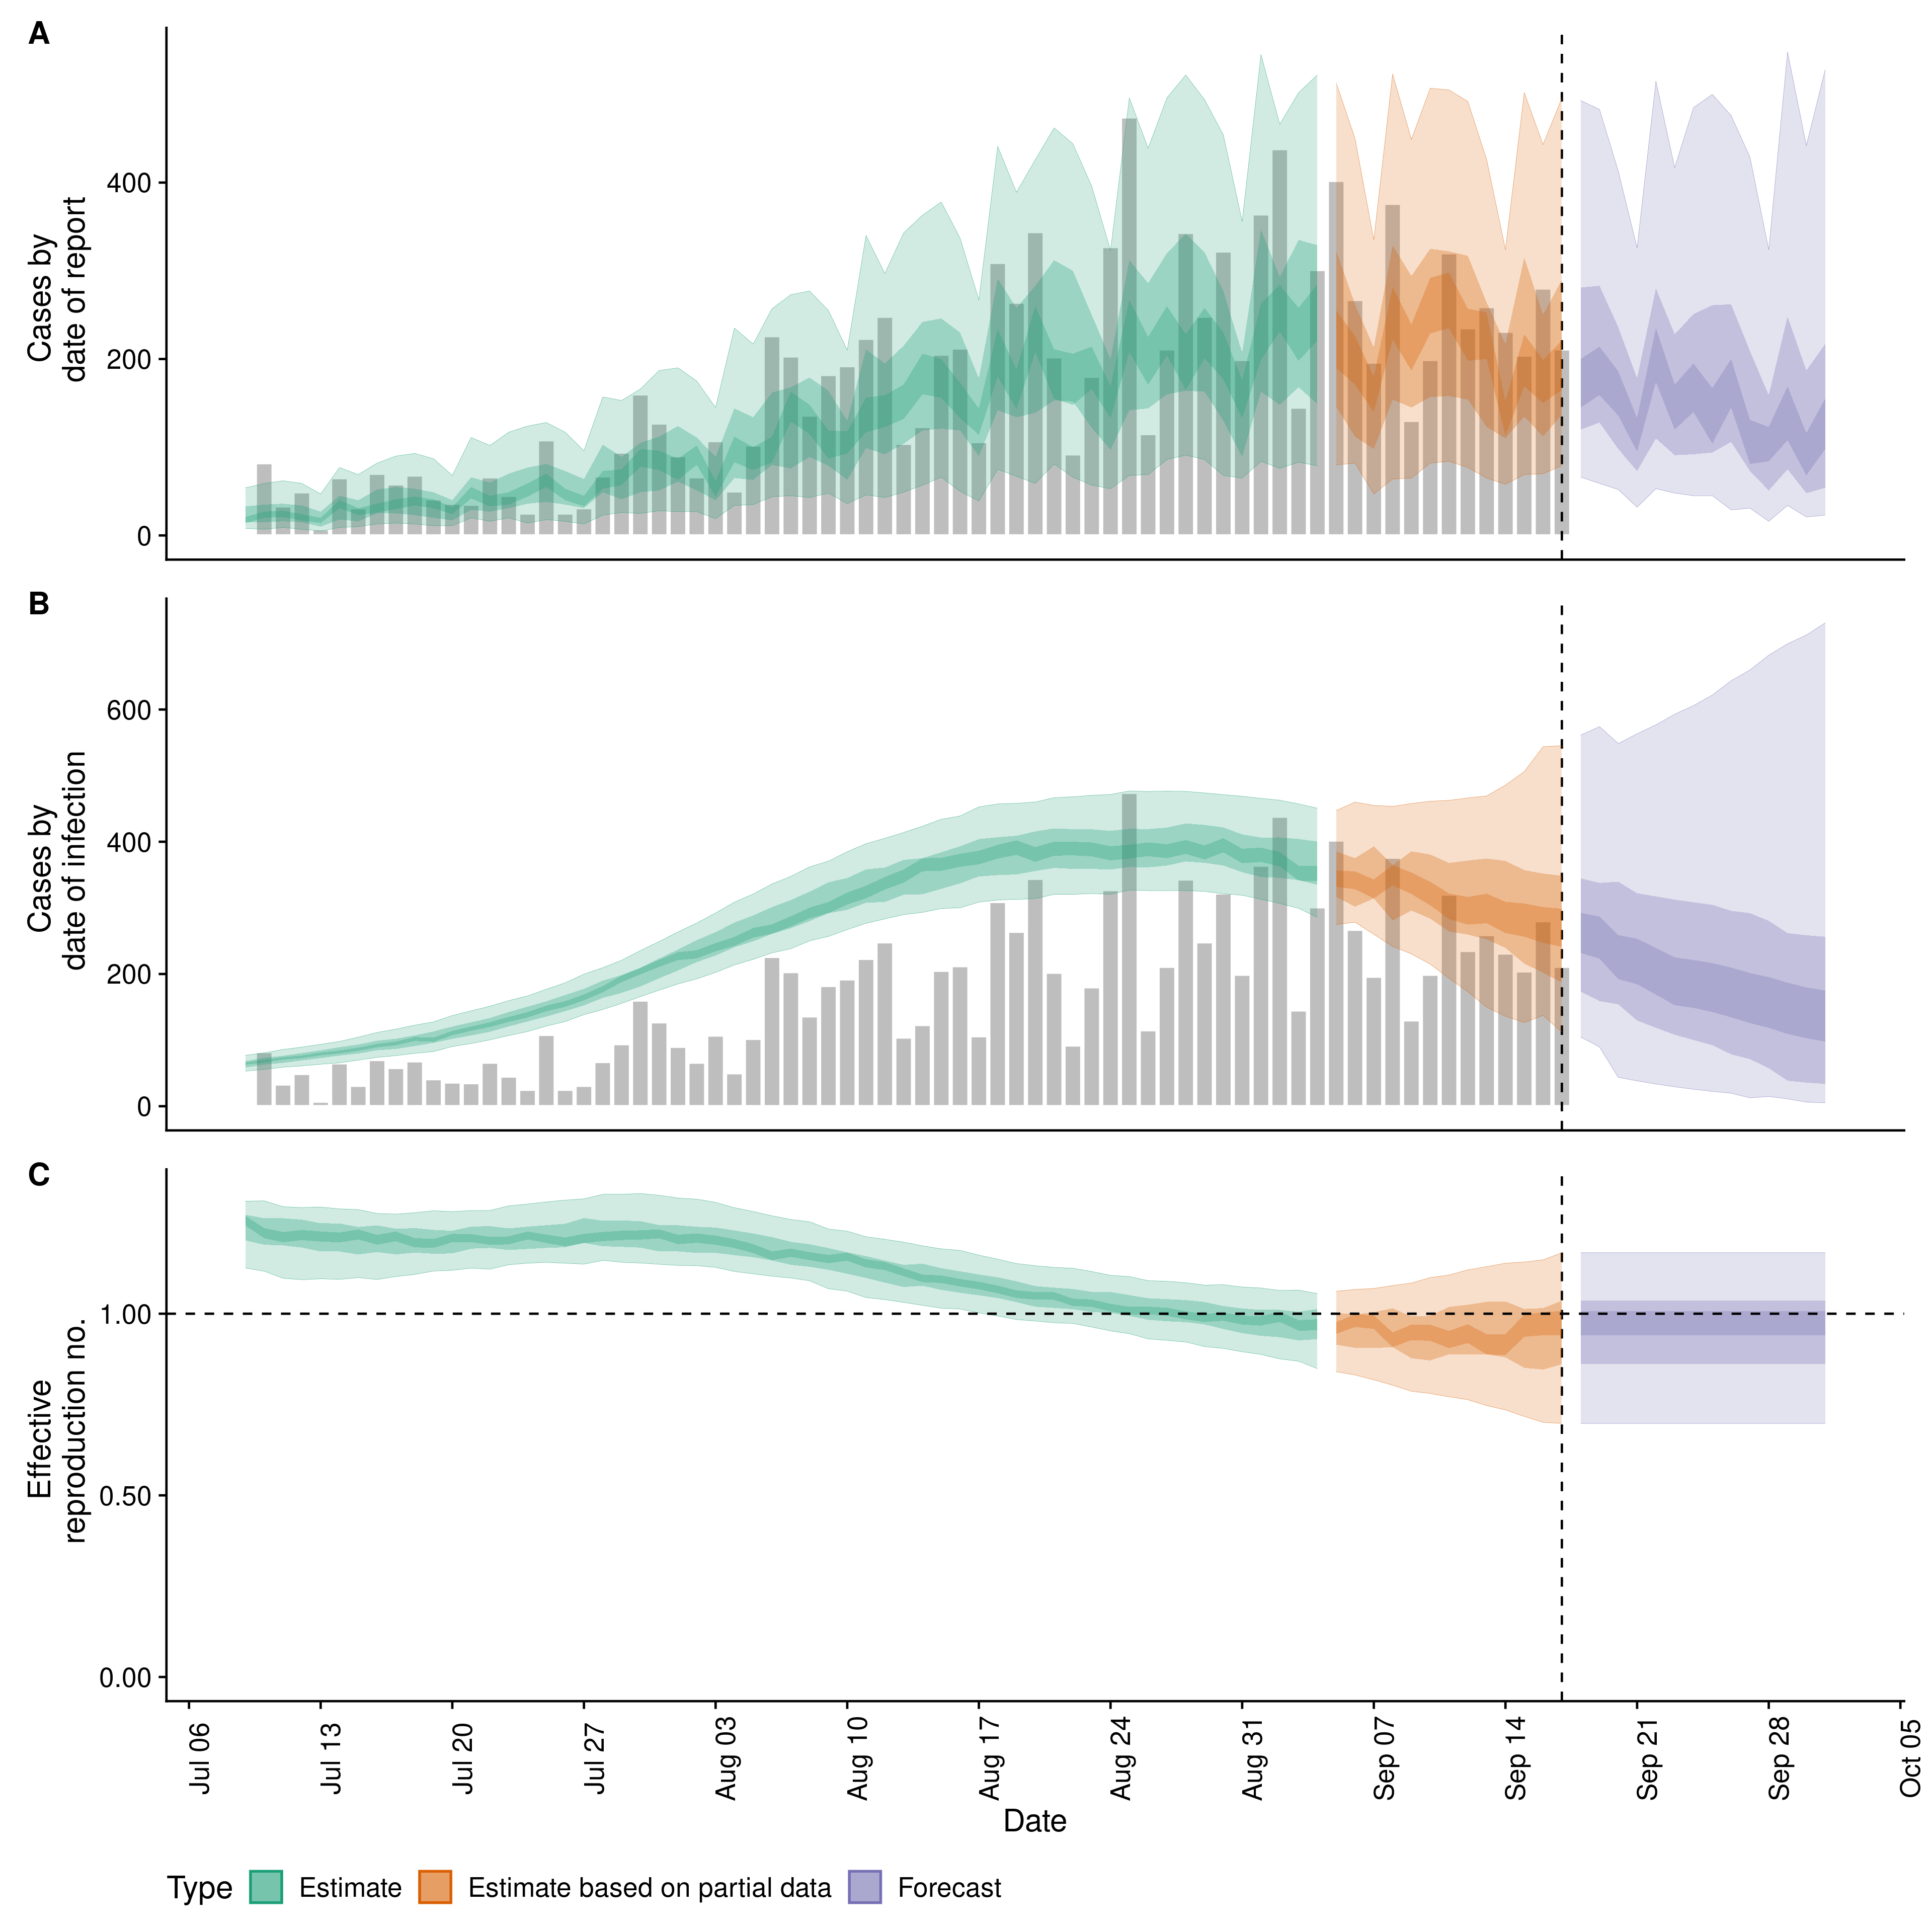 A
Cases by
date of report
400
200
0
B
Cases by
date of infection
600
400
200
0
C
Effective
reproduction no.
1.00
0.50
0.00
Jul 06
Jul 13
Jul 20
Jul 27
Aug 03
Aug 10
Aug 17
Aug 24
Aug 31
Sep 07
Sep 14
Sep 21
Sep 28
Oct 05
Date
Type Estimate Estimate based on partial data Forecast